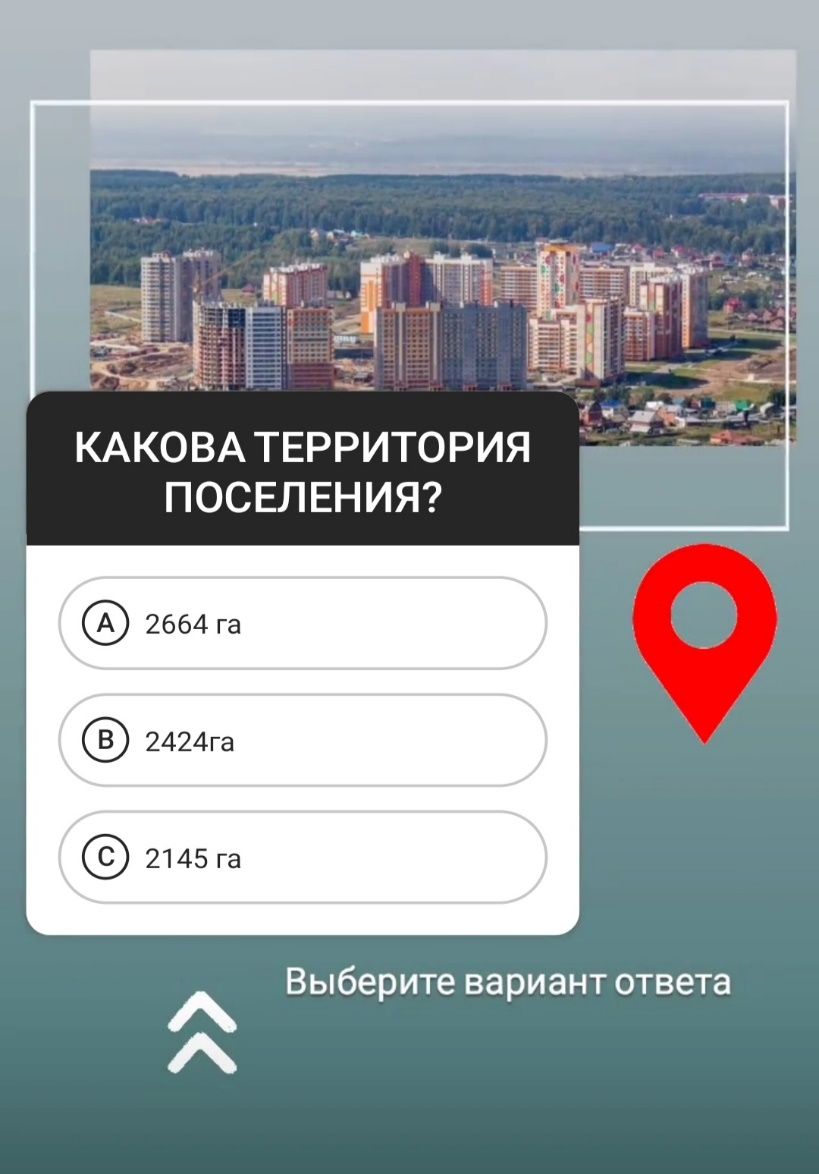 КАКОВА ТЕРРИТОРИЯ
ПОСЕЛЕНИЯ?
A 2664 га
B 2424га
C 2145 га
Выберите вариант ответа